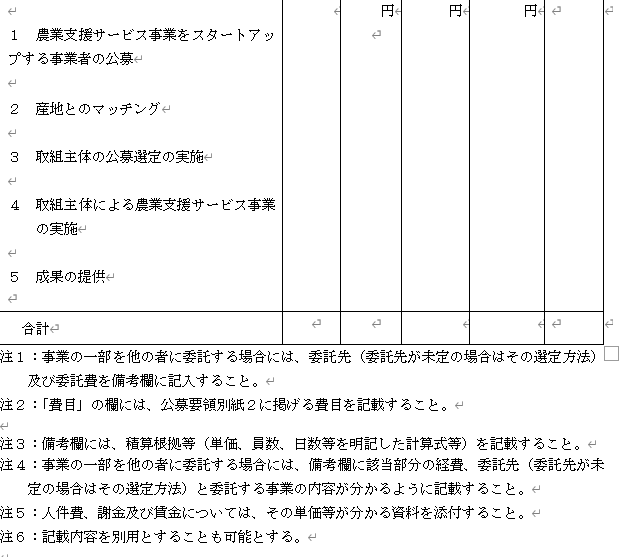 円 円 円
１　農業支援サービス事業をスタートアッ
プする事業者の公募
２　産地とのマッチング
３　取組主体の公募選定の実施
４　取組主体による農業支援サービス事業
の実施
５　成果の提供
合計
注１：事業の一部を他の者に委託する場合には、委託先（委託先が未定の場合はその選定方法）
及び委託費を備考欄に記入すること。
注２：「費目」の欄には、公募要領別紙２に掲げる費目を記載すること。
注３：備考欄には、積算根拠等（単価、員数、日数等を明記した計算式等）を記載すること。
注４：事業の一部を他の者に委託する場合には、備考欄に該当部分の経費、委託先（委託先が未
定の場合はその選定方法）と委託する事業の内容が分かるように記載すること。
注５：人件費、謝金及び賃金については、その単価等が分かる資料を添付すること。
注６：記載内容を別用とすることも可能とする。